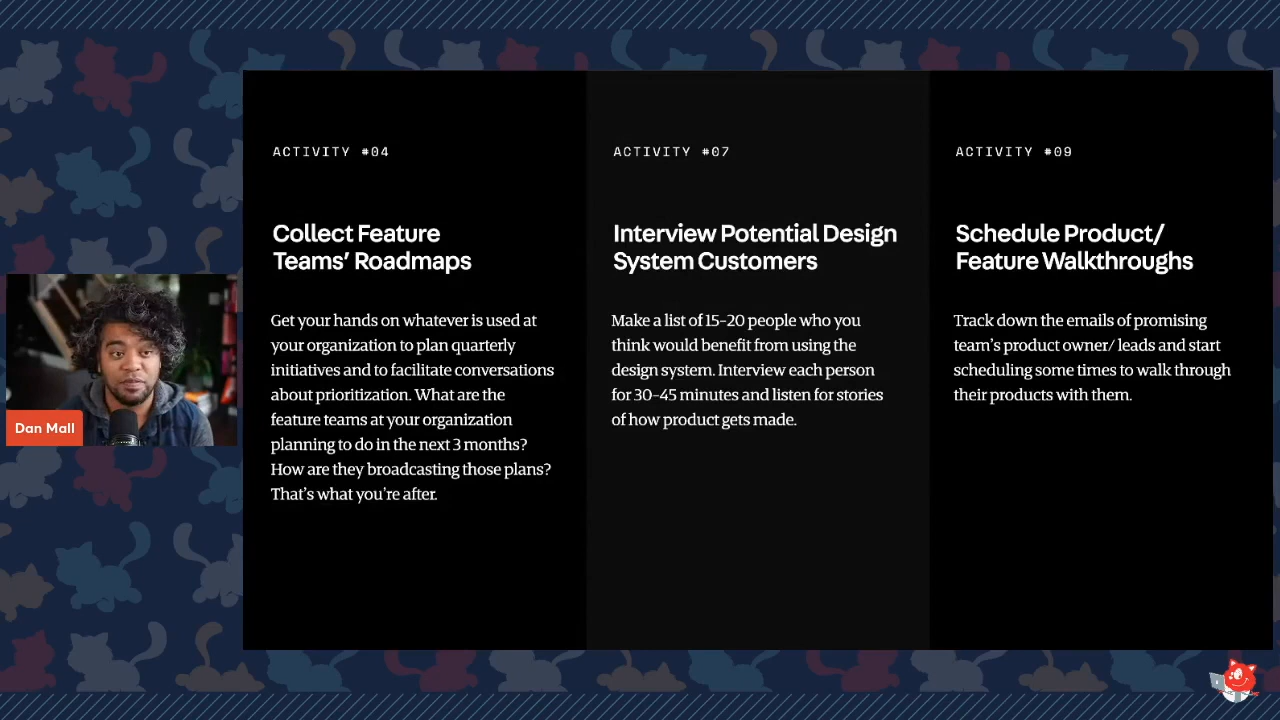 ACTIVITY #04
Collect Feature
Teams’ Roadmaps
Get your hands on whatever is used at
your organization to plan quarterly
initiatives and to facilitate conversations
about prioritization. What are the
feature teams at your organization
planning to do in the next 3 months?
How are they broadcasting those plans?
That’s what you’re after.
ACTIVITY #07
Interview Potential Design
System Customers
Make a list of 15–20 people who you
think would benefit from using the
design system. Interview each person
for 30–45 minutes and listen for stories
of how product gets made.
ACTIVITY #09
Schedule Product/
Feature Walkthroughs
Track down the emails of promising
team’s product owner/ leads and start
scheduling some times to walk through
their products with them.
Dan Mall